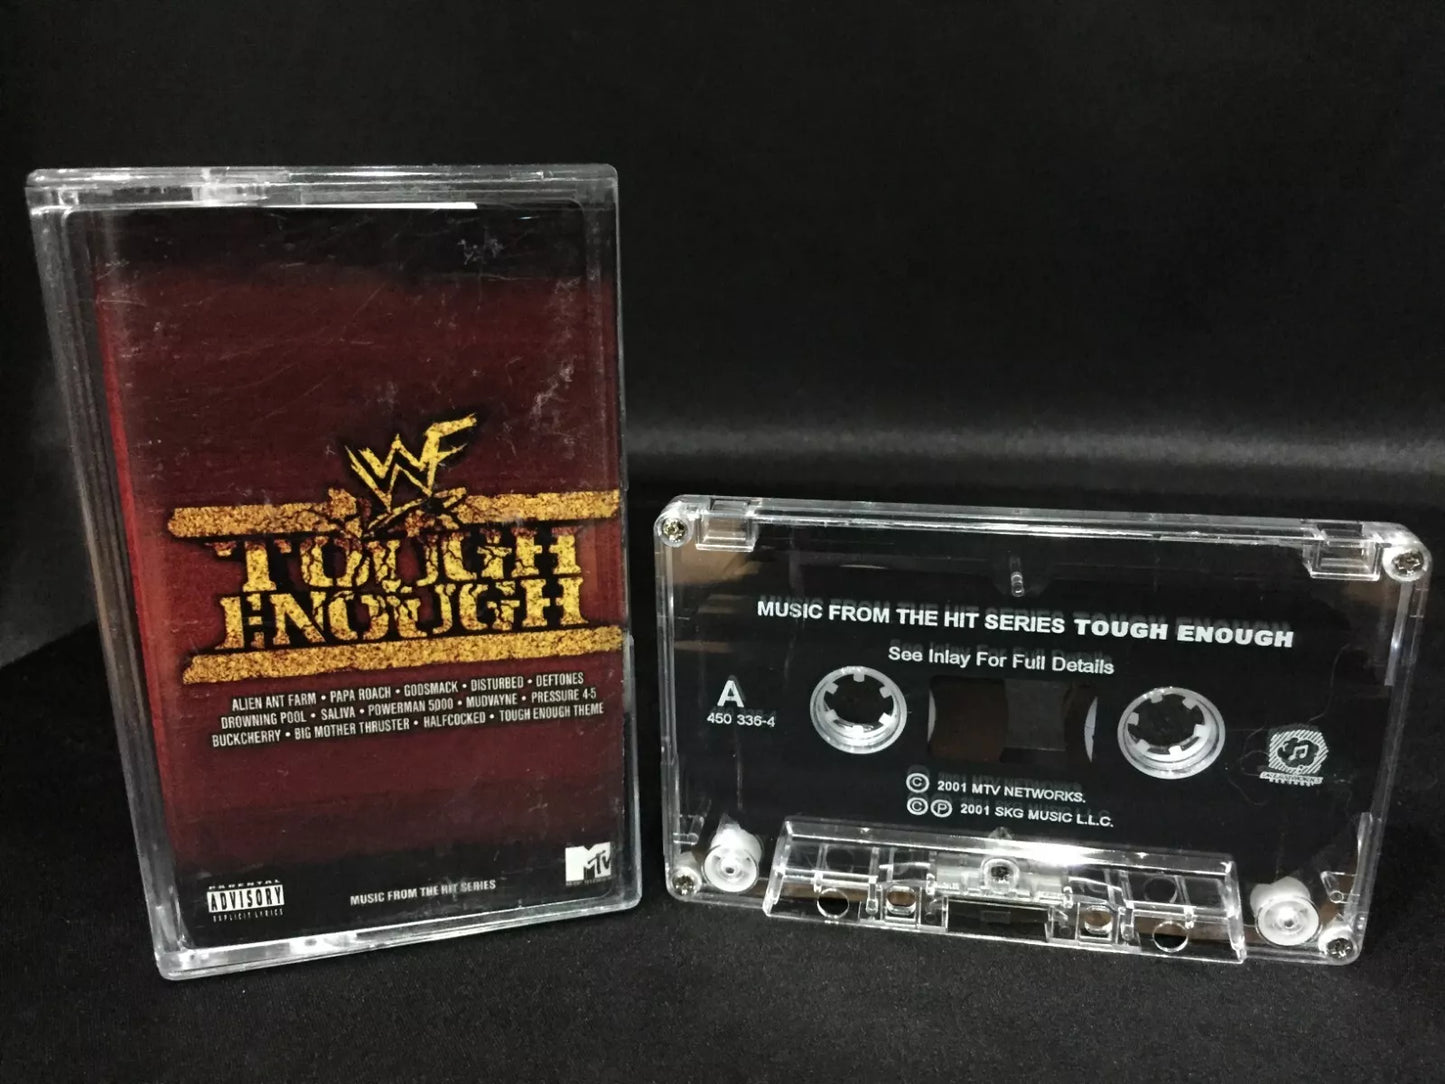 WF
TOUGH
ENOUGH
ALIEN ANT FARM • PAPA ROACH • GODSMACK • DISTURBED • DEFTONES
DROWNING POOL • SALIVA • POWERMAN 5000 • MUDVAYNE • PRESSURE 4-5
BUCKCHERRY • BIG MOTHER THRUSTER • HALFCOCKED • TOUGH ENOUGH THEME
PARENTAL
ADVISORY
EXPLICIT LYRICS
MUSIC FROM THE HIT SERIES
MTV
MUSIC FROM THE HIT SERIES TOUGH ENOUGH
See Inlay For Full Details
A
450 336-4
© 2001 MTV NETWORKS.
© ℗ 2001 SKG MUSIC L.L.C.